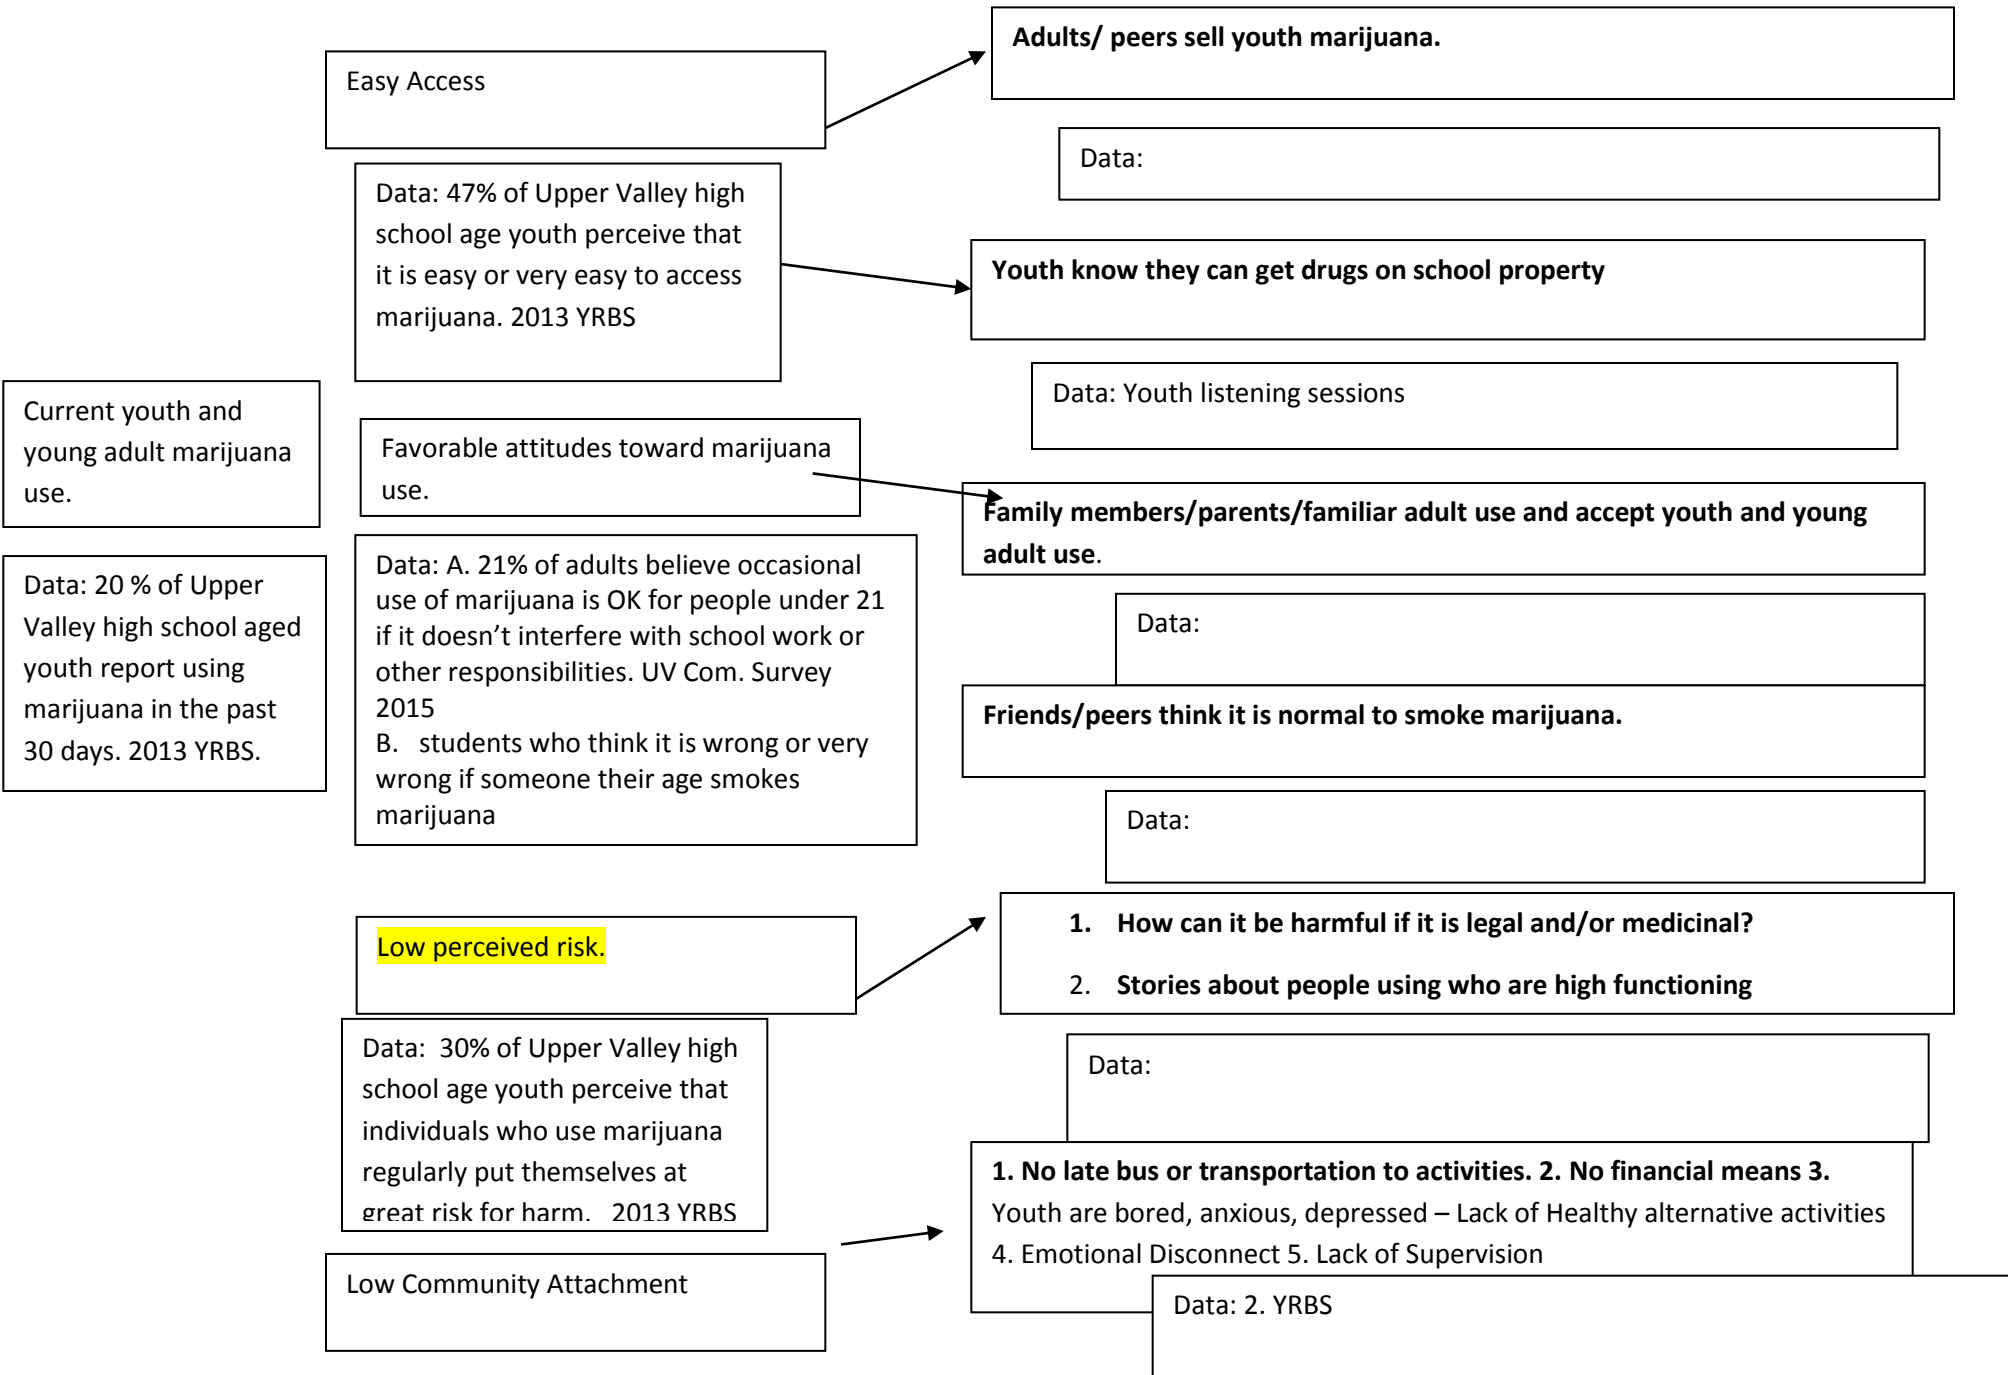 Current youth and
young adult marijuana
use.
Data: 20 % of Upper
Valley high school aged
youth report using
marijuana in the past
30 days. 2013 YRBS.
Easy Access
Data: 47% of Upper Valley high
school age youth perceive that
it is easy or very easy to access
marijuana. 2013 YRBS
Favorable attitudes toward marijuana
use.
Data: A. 21% of adults believe occasional
use of marijuana is OK for people under 21
if it doesn’t interfere with school work or
other responsibilities. UV Com. Survey
2015
B. students who think it is wrong or very
wrong if someone their age smokes
marijuana
Low perceived risk.
Data: 30% of Upper Valley high
school age youth perceive that
individuals who use marijuana
regularly put themselves at
great risk for harm. 2013 YRBS
Low Community Attachment
Adults/ peers sell youth marijuana.
Data:
Youth know they can get drugs on school property
Data: Youth listening sessions
Family members/parents/familiar adult use and accept youth and young
adult use.
Data:
Friends/peers think it is normal to smoke marijuana.
Data:
1. How can it be harmful if it is legal and/or medicinal?
2. Stories about people using who are high functioning
Data:
1. No late bus or transportation to activities. 2. No financial means 3.
Youth are bored, anxious, depressed – Lack of Healthy alternative activities
4. Emotional Disconnect 5. Lack of Supervision
Data: 2. YRBS